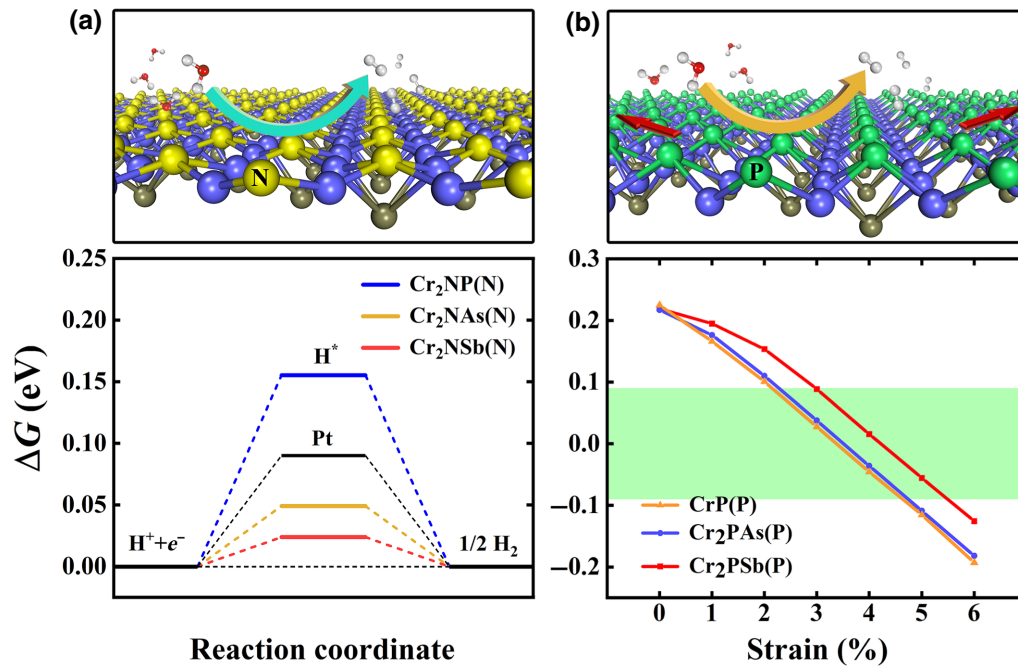 (a)
N
ΔG (eV)
0.25
0.20
0.15
0.10
0.05
0.00
Cr₂NP(N)
Cr₂NAs(N)
Cr₂NSb(N)
H*
Pt
H⁺+e⁻
1/2 H₂
Reaction coordinate
(b)
P
0.3
0.2
0.1
0.0
−0.1
−0.2
CrP(P)
Cr₂PAs(P)
Cr₂PSb(P)
0 1 2 3 4 5 6
Strain (%)